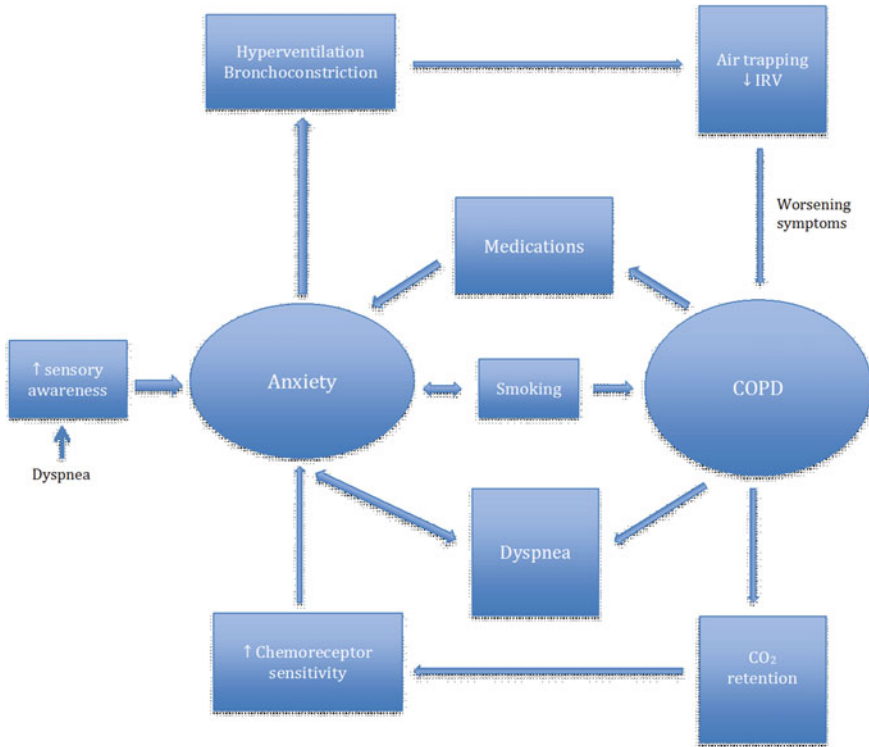 Hyperventilation
Bronchoconstriction
Air trapping
↓ IRV
Worsening
symptoms
Medications
↑ sensory
awareness
Anxiety
Smoking
COPD
Dyspnea
Dyspnea
↑ Chemoreceptor
sensitivity
CO₂
retention